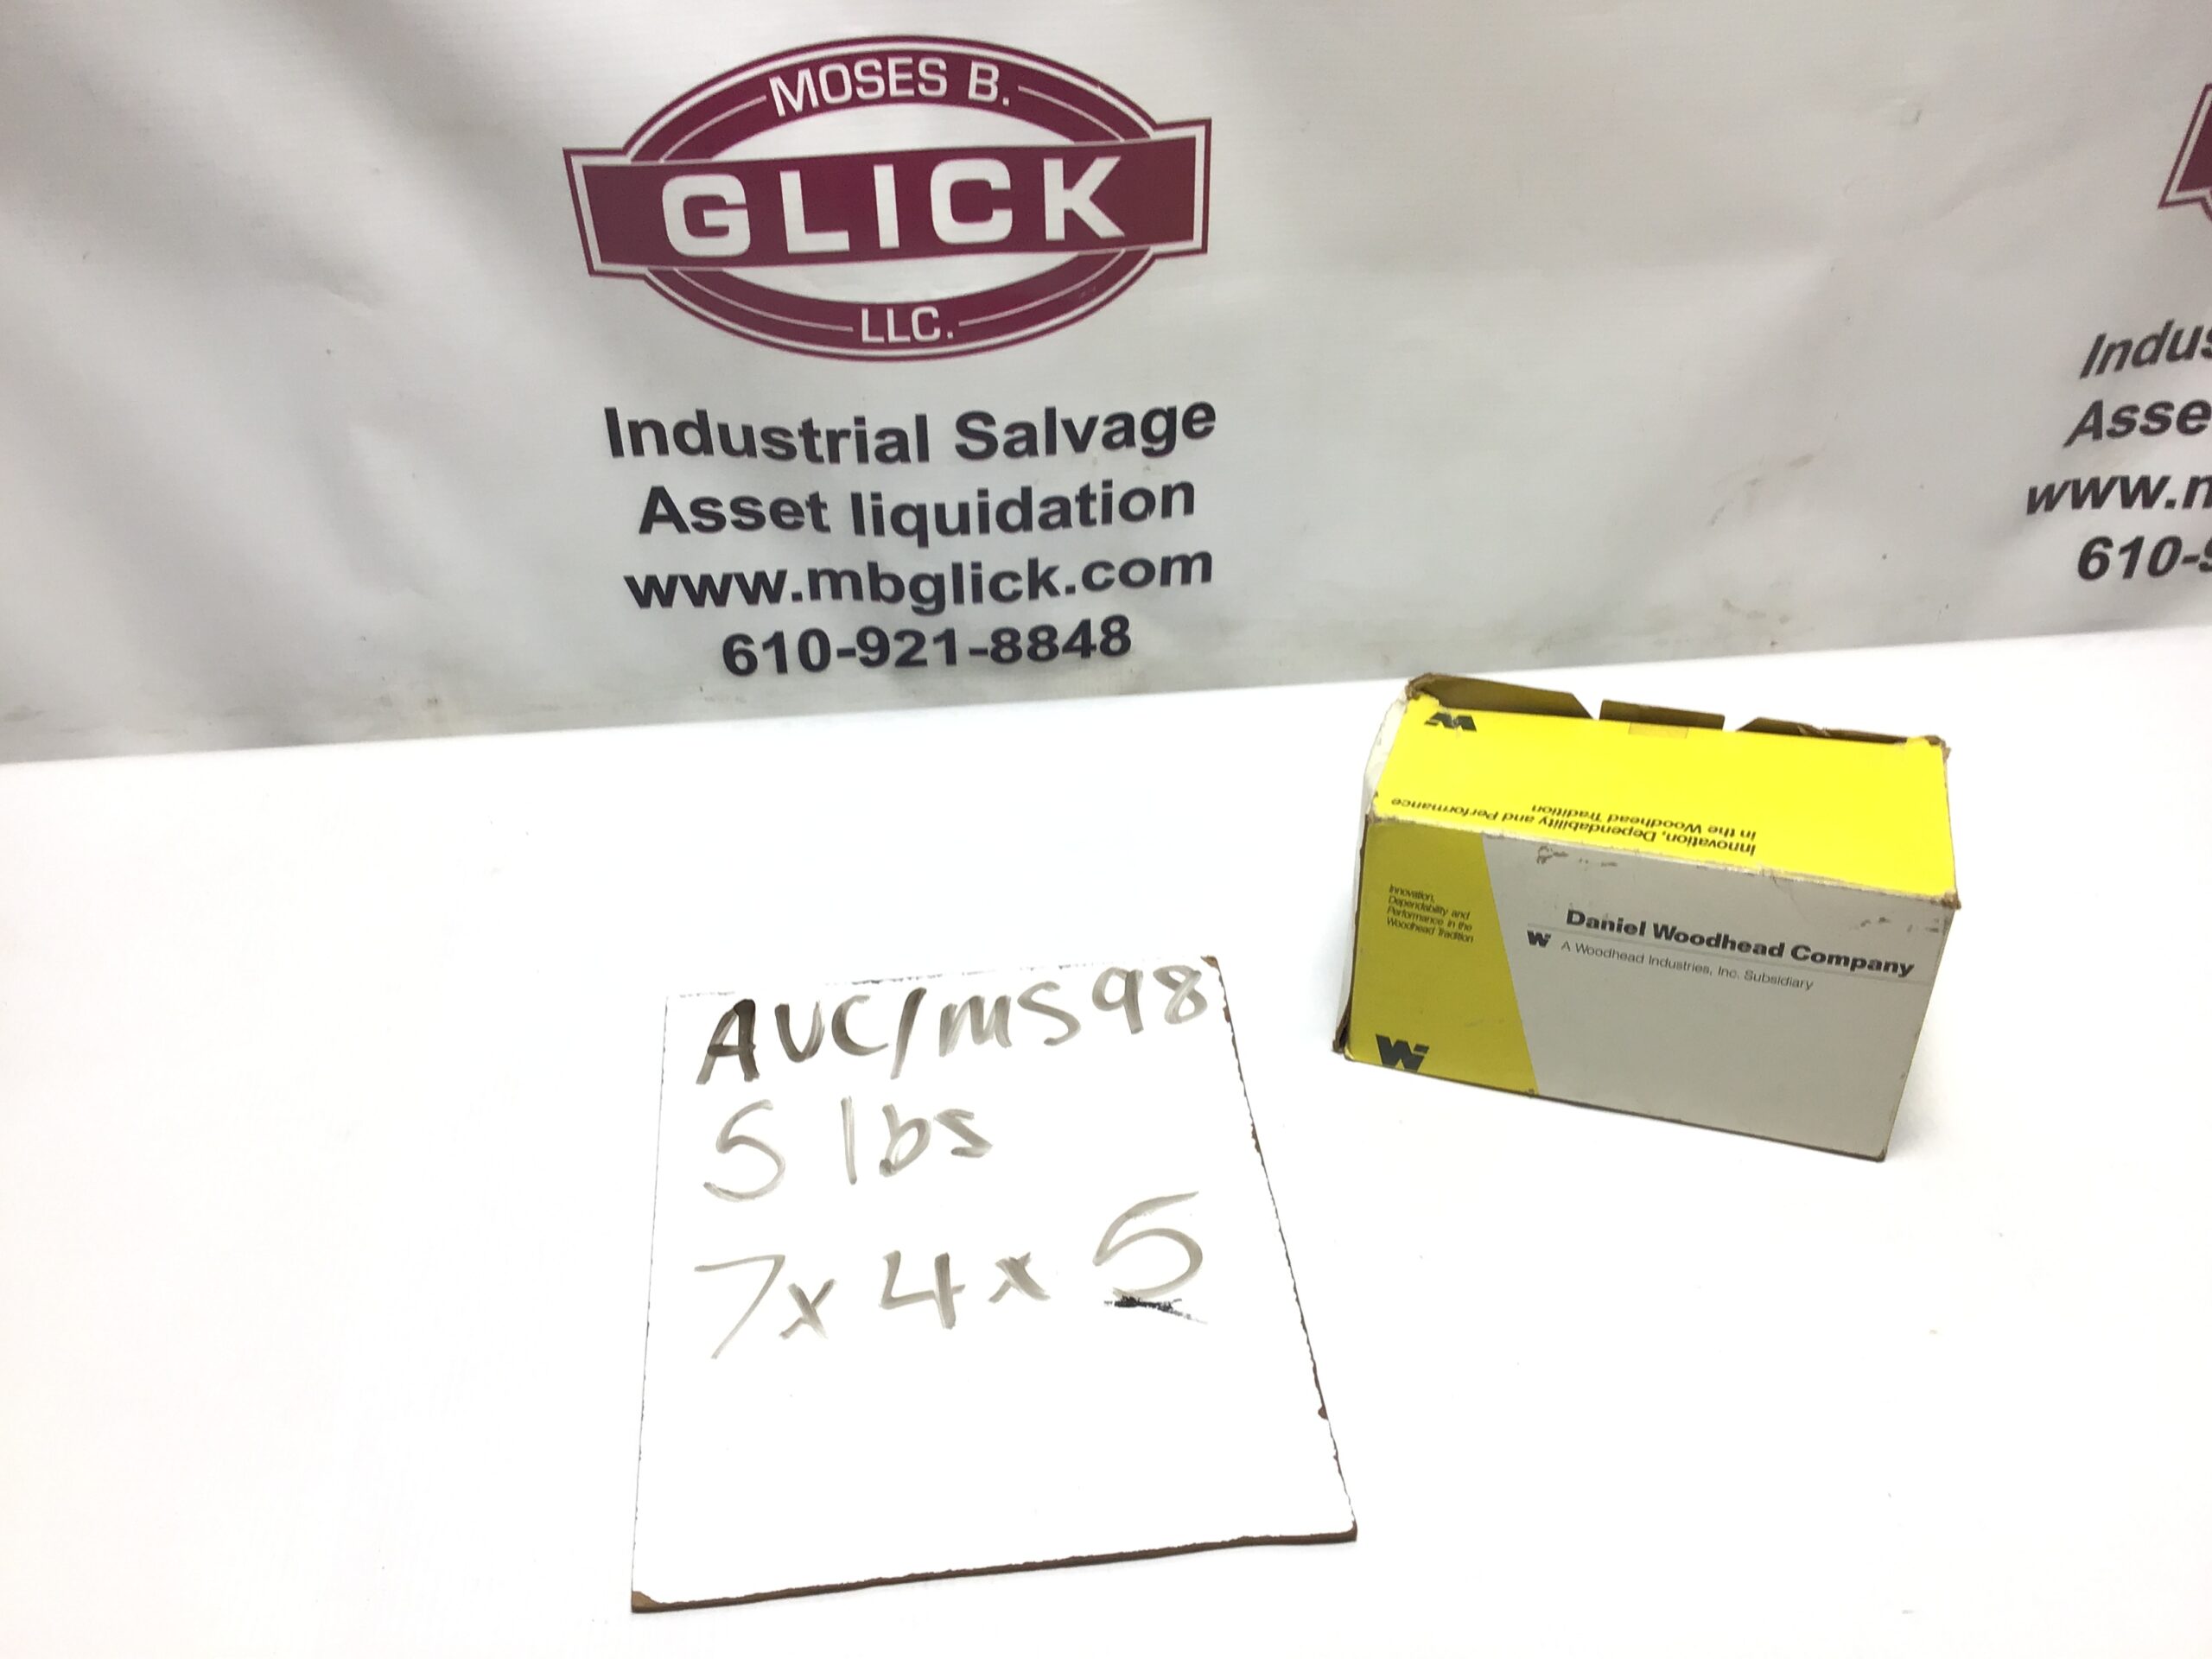 MOSES B.
GLICK
LLC.
Industrial Salvage
Asset liquidation
www.mbglick.com
610-921-8848
Indus
Asse
www.m
610-9
W
Innovation, Dependability and Performance
in the Woodhead Tradition
Innovation,
Dependability and
Performance in the
Woodhead Tradition
Daniel Woodhead Company
W A Woodhead Industries, Inc. Subsidiary
W
AUC/MS98
5 lbs
7x4x5